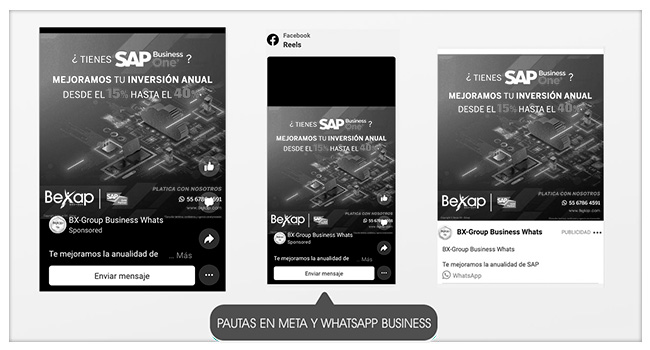 ¿ TIENES SAP Business One ?
MEJORAMOS TU INVERSIÓN ANUAL
DESDE EL 15% HASTA EL 40%
Bexap
SAP
PLATICA CON NOSOTROS
55 6786 4591
BX-Group Business Whats
Sponsored
Te mejoramos la anualidad de ... Más
Enviar mensaje
Facebook
Reels
¿ TIENES SAP Business One ?
MEJORAMOS TU INVERSIÓN ANUAL
DESDE EL 15% HASTA EL 40%
Bexap
SAP
PLATICA CON NOSOTROS
55 6786 4591
BX-Group Business Whats
Sponsored
Te mejoramos la anualidad de ... Más
Enviar mensaje
¿ TIENES SAP Business One ?
MEJORAMOS TU INVERSIÓN ANUAL
DESDE EL 15% HASTA EL 40%
Bexap
SAP
PLATICA CON NOSOTROS
55 6786 4591
BX-Group Business Whats
PUBLICIDAD
BX-Group Business Whats
Te mejoramos la anualidad de SAP
WhatsApp
PAUTAS EN META Y WHATSAPP BUSINESS